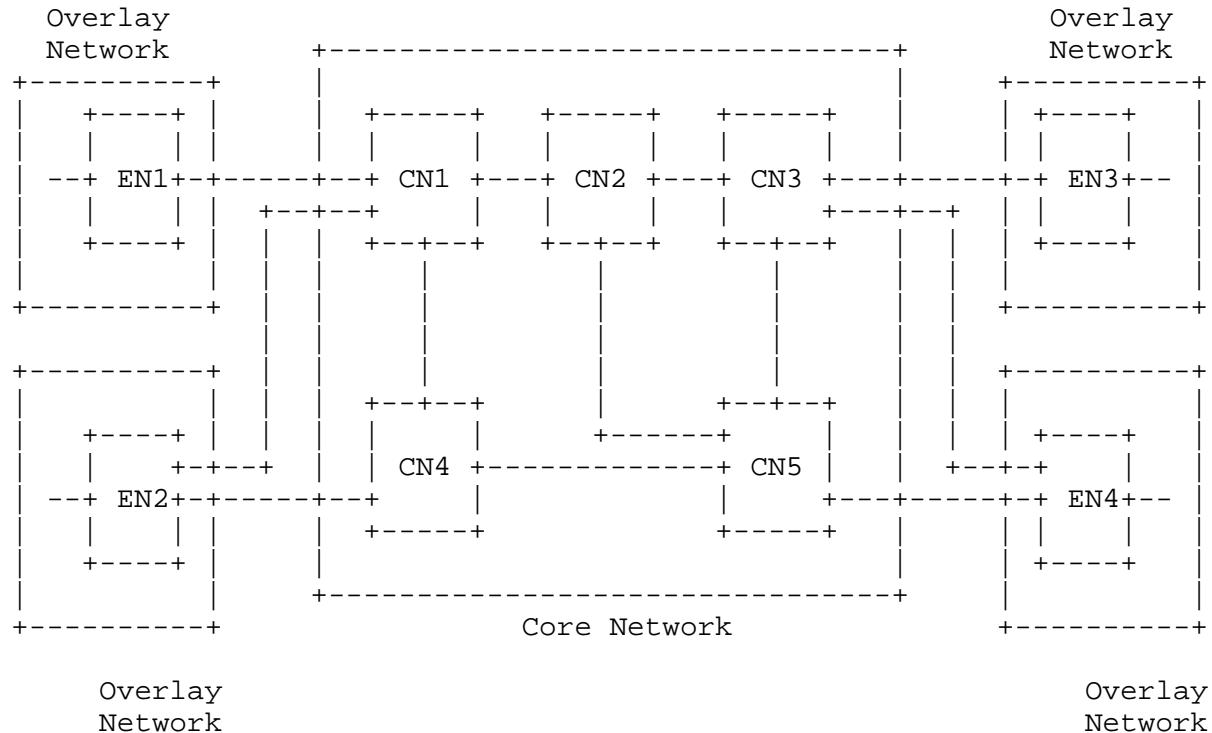 Overlay Overlay
Network Network
EN1 CN1 CN2 CN3 EN3
CN4 CN5
EN2 EN4
Core Network
Overlay Overlay
Network Network